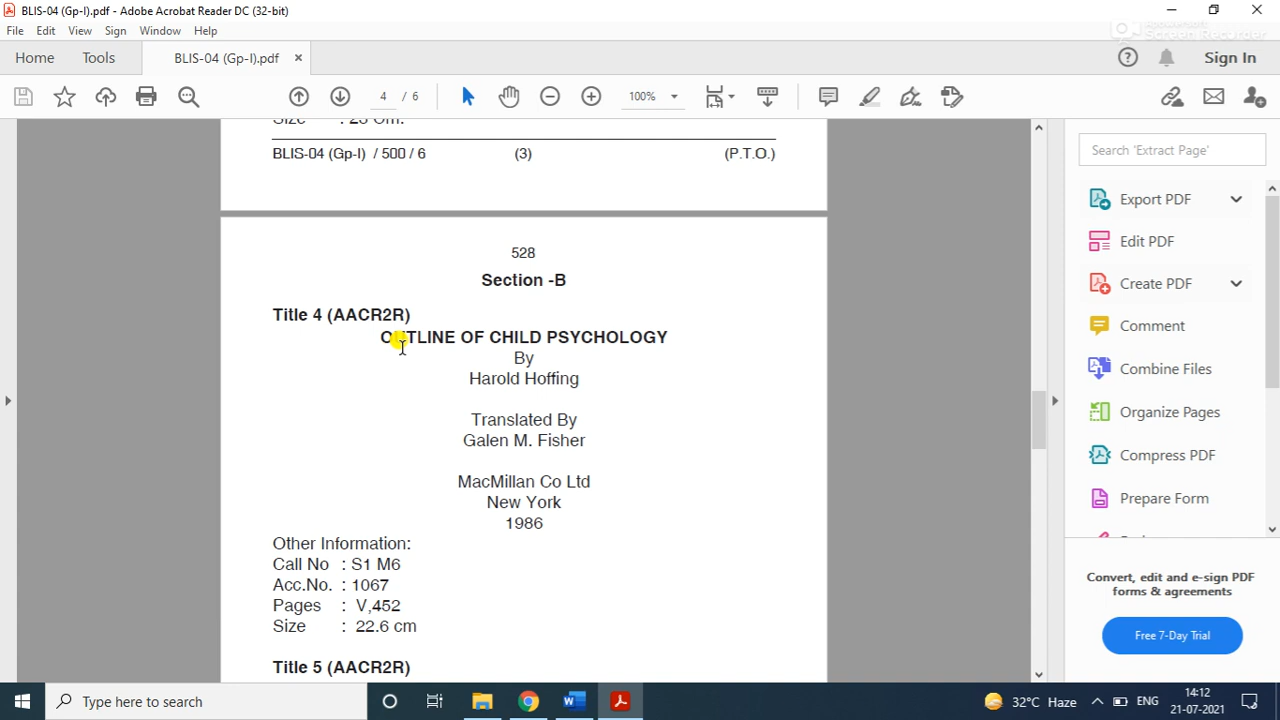 BLIS-04 (Gp-I).pdf - Adobe Acrobat Reader DC (32-bit)
File Edit View Sign Window Help
Screen Recorder
Home Tools BLIS-04 (Gp-I).pdf ×
Sign In
4 / 6 100%
Size : 23 Cm.
BLIS-04 (Gp-I) / 500 / 6 (3) (P.T.O.)
528
Section -B
Title 4 (AACR2R)
OUTLINE OF CHILD PSYCHOLOGY
By
Harold Hoffing
Translated By
Galen M. Fisher
MacMillan Co Ltd
New York
1986
Other Information:
Call No : S1 M6
Acc.No. : 1067
Pages : V,452
Size : 22.6 cm
Title 5 (AACR2R)
Search 'Extract Page'
Export PDF
Edit PDF
Create PDF
Comment
Combine Files
Organize Pages
Compress PDF
Prepare Form
Convert, edit and e-sign PDF
forms & agreements
Free 7-Day Trial
Type here to search
32°C Haze
ENG
14:12
21-07-2021